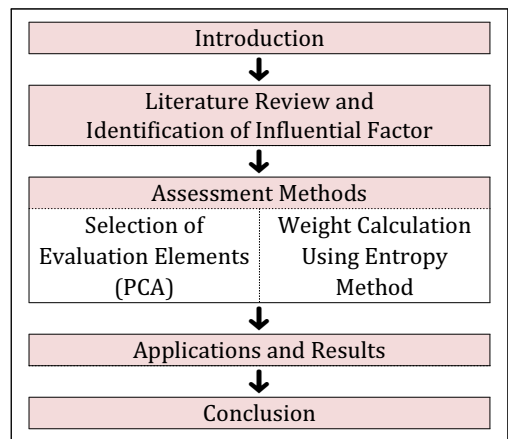 Introduction
Literature Review and
Identification of Influential Factor
Assessment Methods
Selection of
Evaluation Elements
(PCA)
Weight Calculation
Using Entropy
Method
Applications and Results
Conclusion